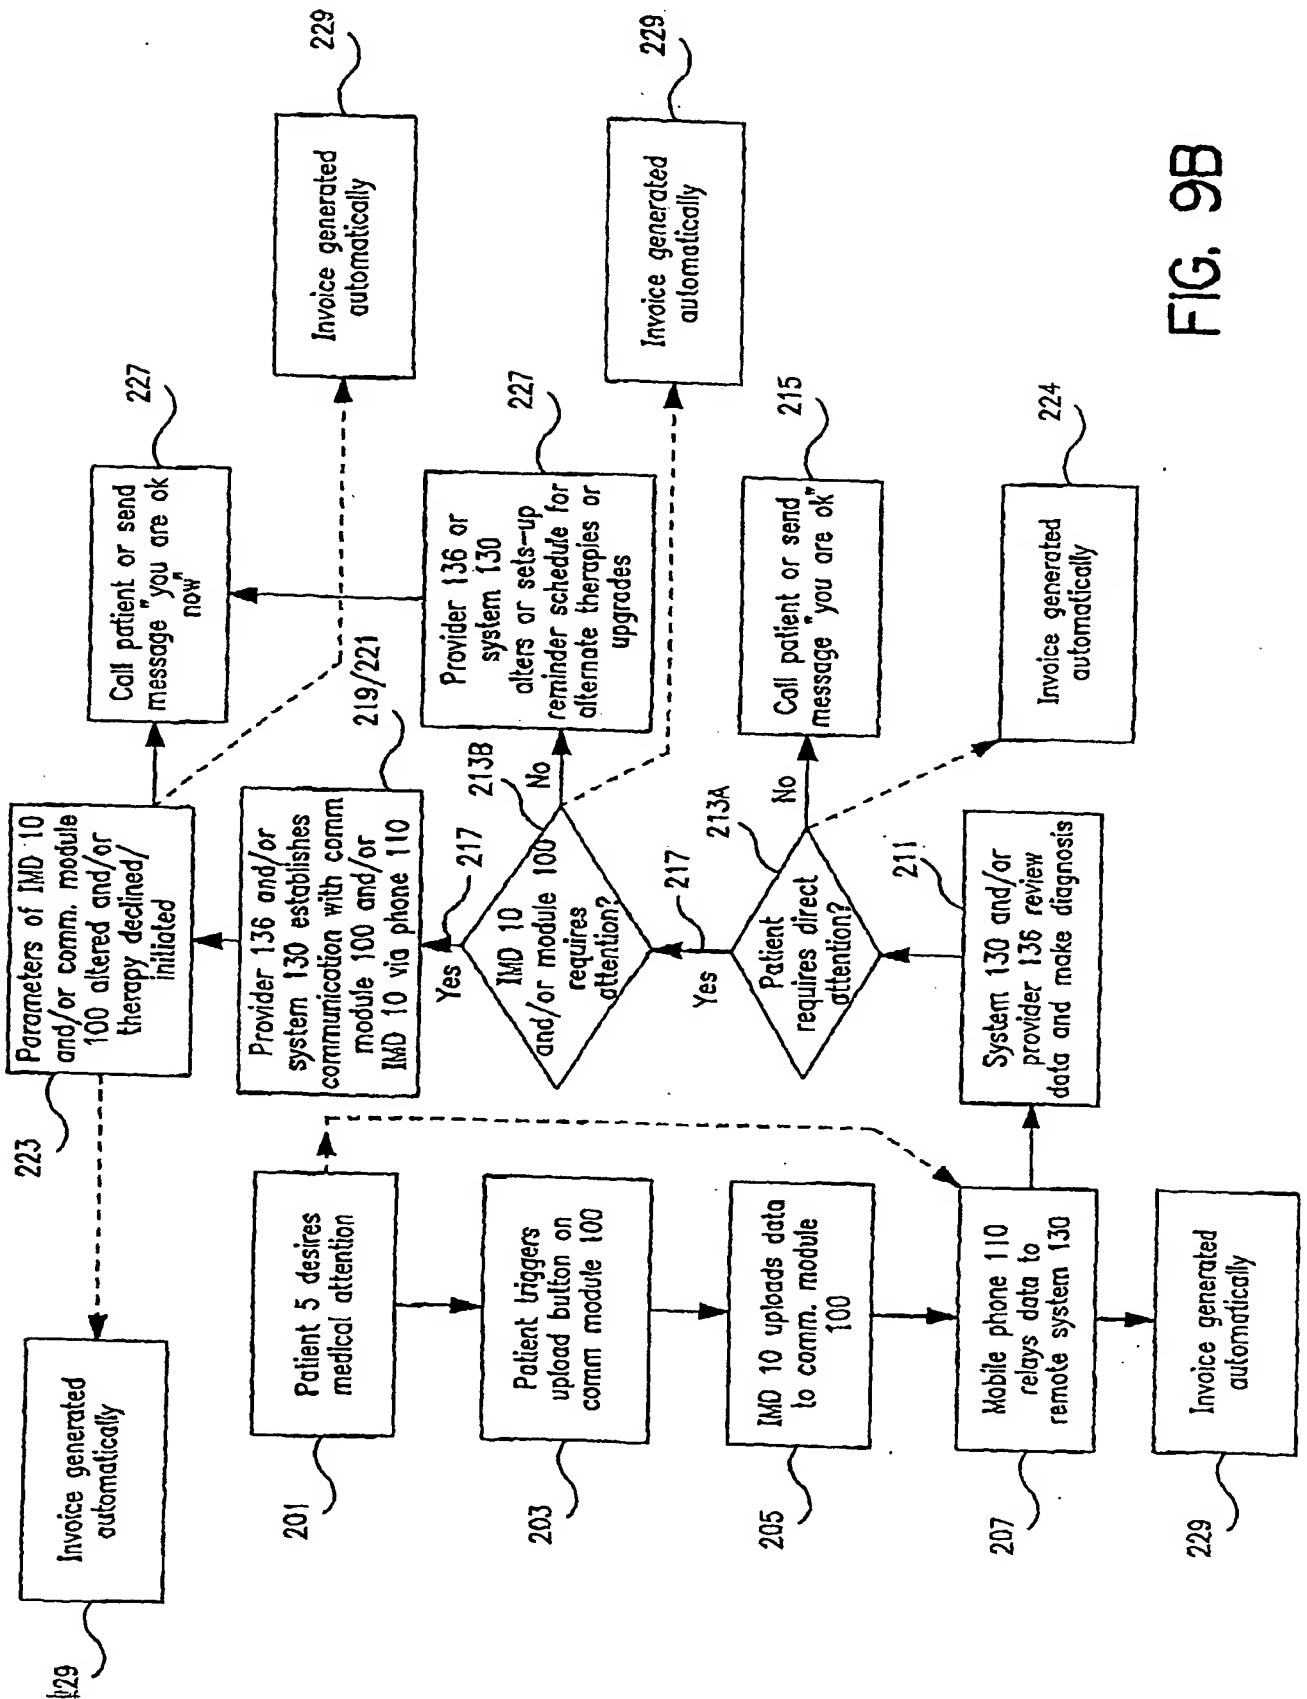 229
Invoice generated
automatically
223
Parameters of IMD 10
and/or comm. module
100 altered and/or
therapy declined/
initiated
Call patient or send
message "you are ok
now"
227
201
Patient 5 desires
medical attention
Provider 136 and/or
system 130 establishes
communication with comm
module 100 and/or
IMD 10 via phone 110
219/221
Invoice generated
automatically
229
Yes
217
203
Patient triggers
upload button on
comm module 100
IMD 10
and/or module 100
requires
attention?
213B
No
Provider 136 or
system 130
alters or sets-up
reminder schedule for
alternate therapies or
upgrades
227
Invoice generated
automatically
229
Yes
217
205
IMD 10 uploads data
to comm. module
100
Patient
requires direct
attention?
213A
No
Call patient or send
message "you are ok"
215
207
Mobile phone 110
relays data to
remote system 130
System 130 and/or
provider 136 review
data and make diagnosis
211
Invoice generated
automatically
224
229
Invoice generated
automatically
FIG. 9B